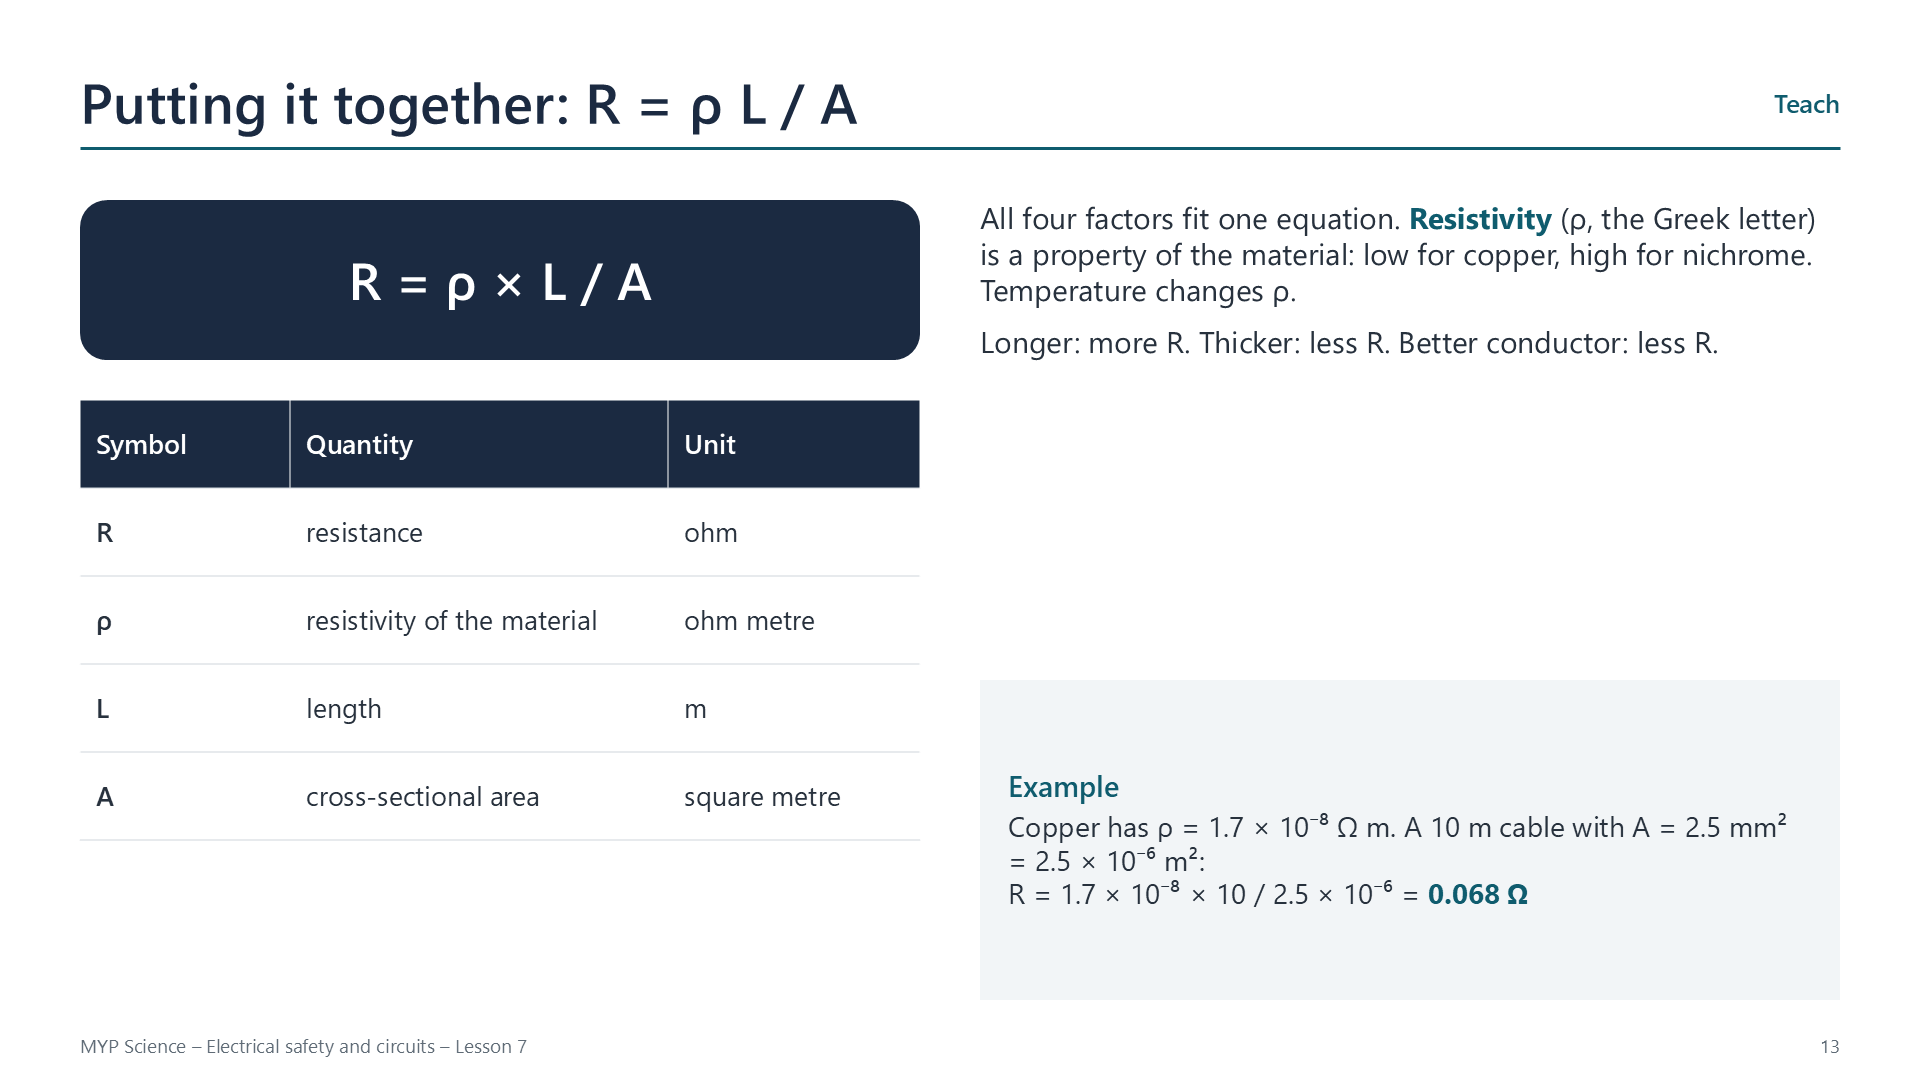 Putting it together: R = ρ L / A
Teach
R = ρ × L / A
Symbol Quantity Unit
R resistance ohm
ρ resistivity of the material ohm metre
L length m
A cross-sectional area square metre
All four factors fit one equation. Resistivity (ρ, the Greek letter)
is a property of the material: low for copper, high for nichrome.
Temperature changes ρ.
Longer: more R. Thicker: less R. Better conductor: less R.
Example
Copper has ρ = 1.7 × 10⁻⁸ Ω m. A 10 m cable with A = 2.5 mm²
= 2.5 × 10⁻⁶ m²:
R = 1.7 × 10⁻⁸ × 10 / 2.5 × 10⁻⁶ = 0.068 Ω
MYP Science – Electrical safety and circuits – Lesson 7
13